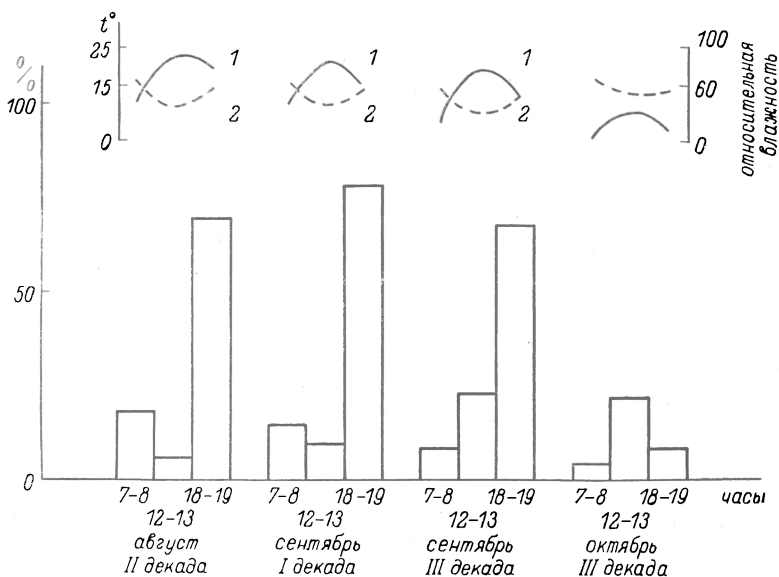 t°
%
25
15
0
1
2
1
2
1
2
100
60
0
относительная
влажность
100
50
0
7–8 18–19 7–8 18–19 7–8 18–19 7–8 18–19 часы
12–13 12–13 12–13 12–13
август сентябрь сентябрь октябрь
II декада I декада III декада III декада